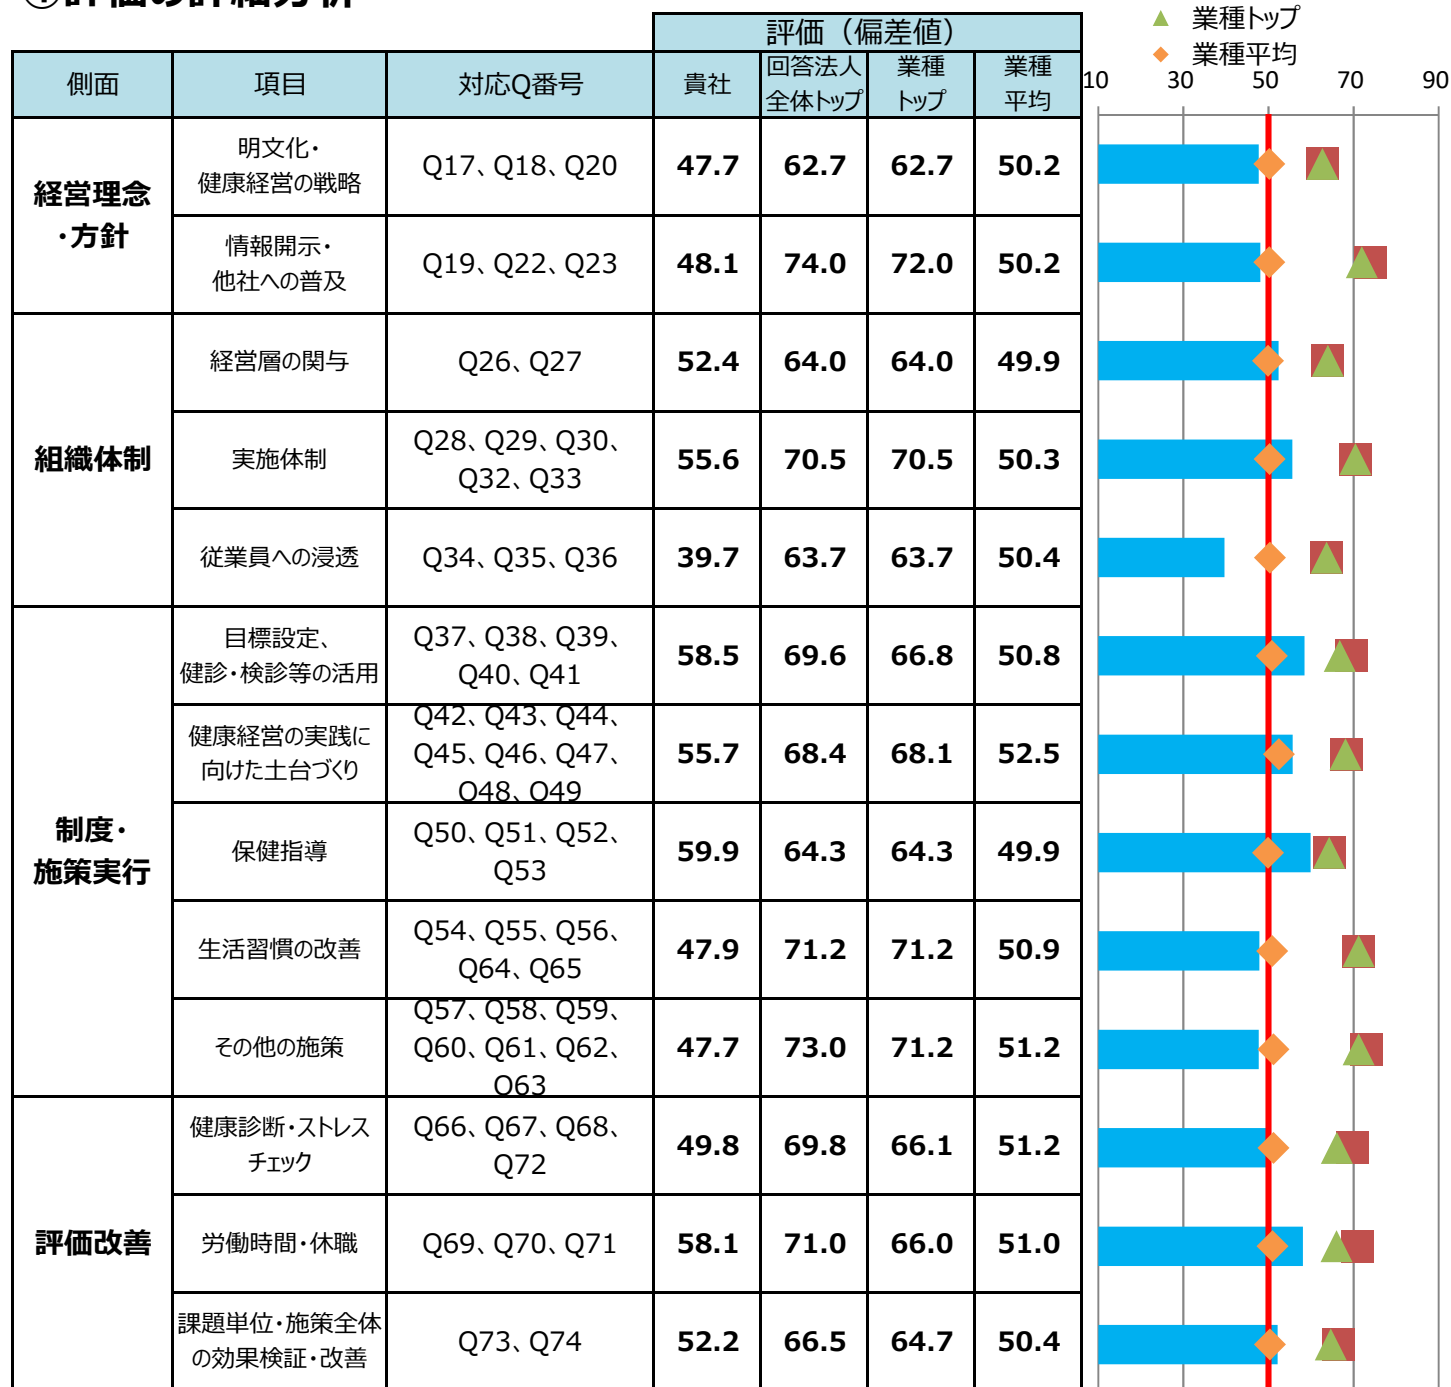 ①評価の詳細分析
業種トップ
業種平均
評価（偏差値）
側面 項目 対応Q番号 貴社 回答法人全体トップ 業種トップ 業種平均
10 30 50 70 90
経営理念
・方針
明文化・
健康経営の戦略
Q17、Q18、Q20
47.7 62.7 62.7 50.2
情報開示・
他社への普及
Q19、Q22、Q23
48.1 74.0 72.0 50.2
組織体制
経営層の関与
Q26、Q27
52.4 64.0 64.0 49.9
実施体制
Q28、Q29、Q30、
Q32、Q33
55.6 70.5 70.5 50.3
従業員への浸透
Q34、Q35、Q36
39.7 63.7 63.7 50.4
制度・
施策実行
目標設定、
健診・検診等の活用
Q37、Q38、Q39、
Q40、Q41
58.5 69.6 66.8 50.8
健康経営の実践に
向けた土台づくり
Q42、Q43、Q44、
Q45、Q46、Q47、
Q48、Q49
55.7 68.4 68.1 52.5
保健指導
Q50、Q51、Q52、
Q53
59.9 64.3 64.3 49.9
生活習慣の改善
Q54、Q55、Q56、
Q64、Q65
47.9 71.2 71.2 50.9
その他の施策
Q57、Q58、Q59、
Q60、Q61、Q62、
Q63
47.7 73.0 71.2 51.2
評価改善
健康診断・ストレス
チェック
Q66、Q67、Q68、
Q72
49.8 69.8 66.1 51.2
労働時間・休職
Q69、Q70、Q71
58.1 71.0 66.0 51.0
課題単位・施策全体
の効果検証・改善
Q73、Q74
52.2 66.5 64.7 50.4